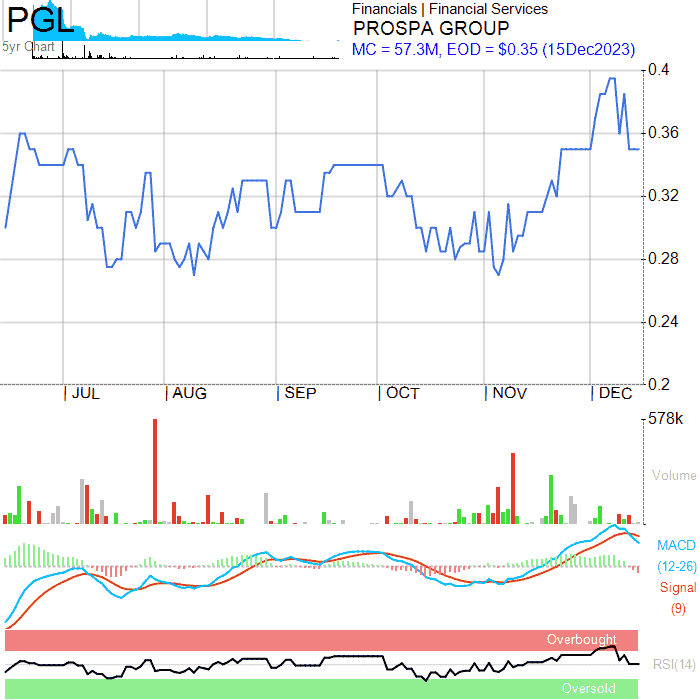 PGL
5yr Chart
Financials | Financial Services
PROSPA GROUP
MC = 57.3M, EOD = $0.35 (15Dec2023)
0.4
0.36
0.32
0.28
0.24
0.2
JUL AUG SEP OCT NOV DEC
578k
Volume
MACD
(12-26)
Signal
(9)
Overbought
RSI(14)
Oversold